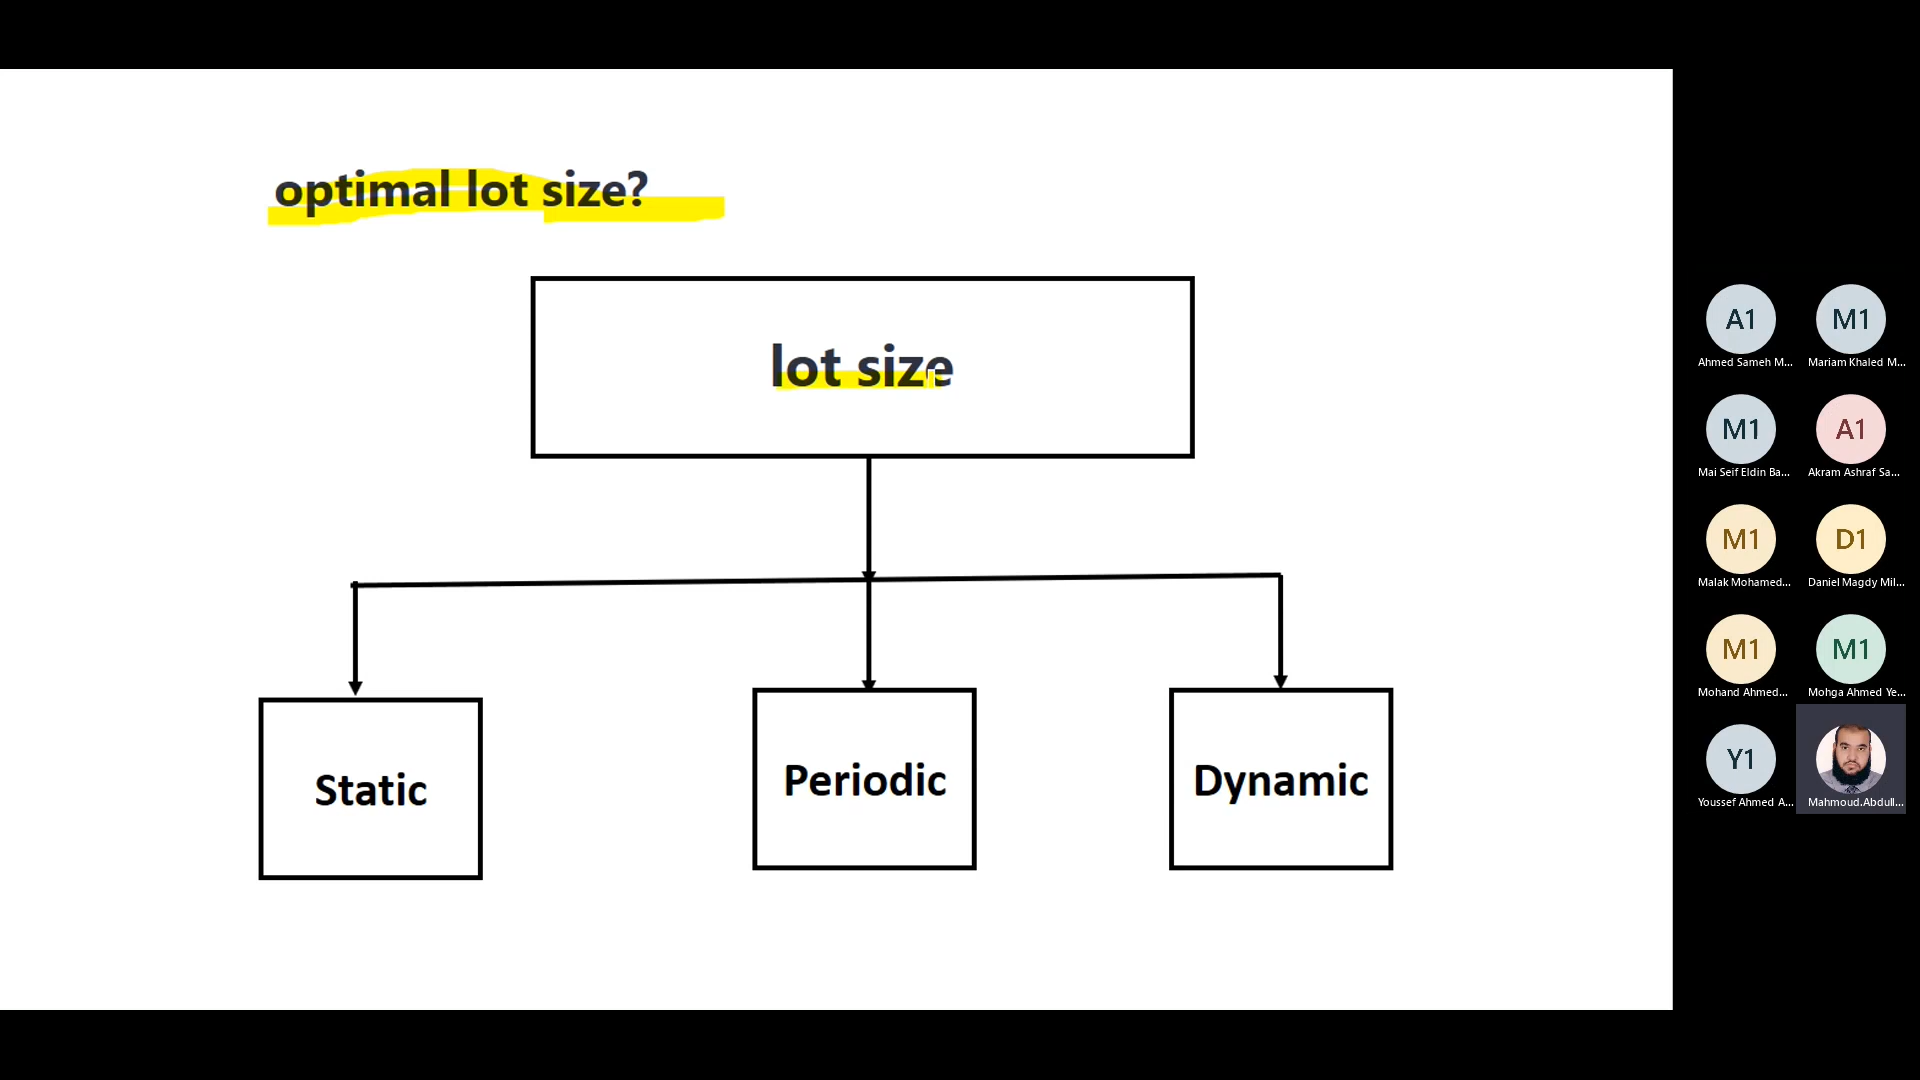 optimal lot size?
lot size
Static
Periodic
Dynamic
A1
M1
Ahmed Sameh M...
Mariam Khaled M...
M1
A1
Mai Seif Eldin Ba...
Akram Ashraf Sa...
M1
D1
Malak Mohamed...
Daniel Magdy Mil...
M1
M1
Mohand Ahmed...
Mohga Ahmed Ye...
Y1
Youssef Ahmed A...
Mahmoud.Abdull...